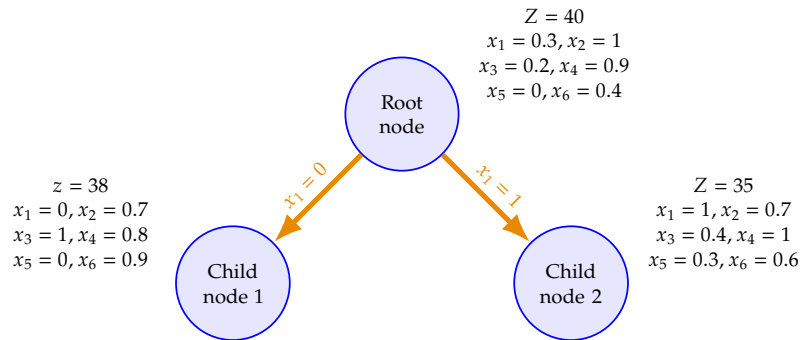 Z = 40
x₁ = 0.3, x₂ = 1
x₃ = 0.2, x₄ = 0.9
x₅ = 0, x₆ = 0.4
Root
node
x₁ = 0
x₁ = 1
z = 38
x₁ = 0, x₂ = 0.7
x₃ = 1, x₄ = 0.8
x₅ = 0, x₆ = 0.9
Child
node 1
Z = 35
x₁ = 1, x₂ = 0.7
x₃ = 0.4, x₄ = 1
x₅ = 0.3, x₆ = 0.6
Child
node 2